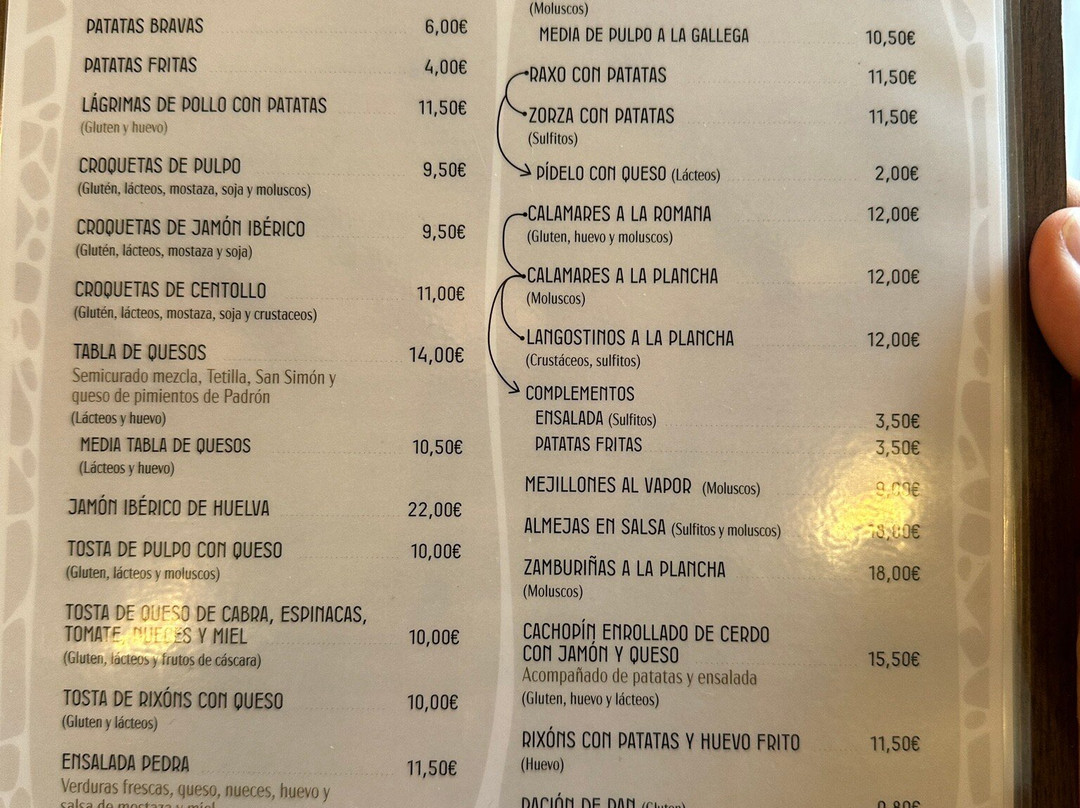 PATATAS BRAVAS 6,00€
PATATAS FRITAS 4,00€
LÁGRIMAS DE POLLO CON PATATAS 11,50€
(Gluten y huevo)
CROQUETAS DE PULPO 9,50€
(Glutén, lácteos, mostaza, soja y moluscos)
CROQUETAS DE JAMÓN IBÉRICO 9,50€
(Glutén, lácteos, mostaza y soja)
CROQUETAS DE CENTOLLO 11,00€
(Glutén, lácteos, mostaza, soja y crustaceos)
TABLA DE QUESOS 14,00€
Semicurado mezcla, Tetilla, San Simón y
queso de pimientos de Padrón
(Lácteos y huevo)
MEDIA TABLA DE QUESOS 10,50€
(Lácteos y huevo)
JAMÓN IBÉRICO DE HUELVA 22,00€
TOSTA DE PULPO CON QUESO 10,00€
(Gluten, lácteos y moluscos)
TOSTA DE QUESO DE CABRA, ESPINACAS,
TOMATE, NUECES Y MIEL 10,00€
(Gluten, lácteos y frutos de cáscara)
TOSTA DE RIXÓNS CON QUESO 10,00€
(Gluten y lácteos)
ENSALADA PEDRA 11,50€
Verduras frescas, queso, nueces, huevo y
salsa de mostaza y miel
(Moluscos)
MEDIA DE PULPO A LA GALLEGA 10,50€
RAXO CON PATATAS 11,50€
ZORZA CON PATATAS 11,50€
(Sulfitos)
PÍDELO CON QUESO (Lácteos) 2,00€
CALAMARES A LA ROMANA 12,00€
(Gluten, huevo y moluscos)
CALAMARES A LA PLANCHA 12,00€
(Moluscos)
LANGOSTINOS A LA PLANCHA 12,00€
(Crustáceos, sulfitos)
COMPLEMENTOS
ENSALADA (Sulfitos) 3,50€
PATATAS FRITAS 3,50€
MEJILLONES AL VAPOR (Moluscos)
ALMEJAS EN SALSA (Sulfitos y moluscos)
ZAMBURIÑAS A LA PLANCHA 18,00€
(Moluscos)
CACHOPÍN ENROLLADO DE CERDO
CON JAMÓN Y QUESO 15,50€
Acompañado de patatas y ensalada
(Gluten, huevo y lácteos)
RIXÓNS CON PATATAS Y HUEVO FRITO 11,50€
(Huevo)
RACIÓN DE PAN (Gluten) 0,80€